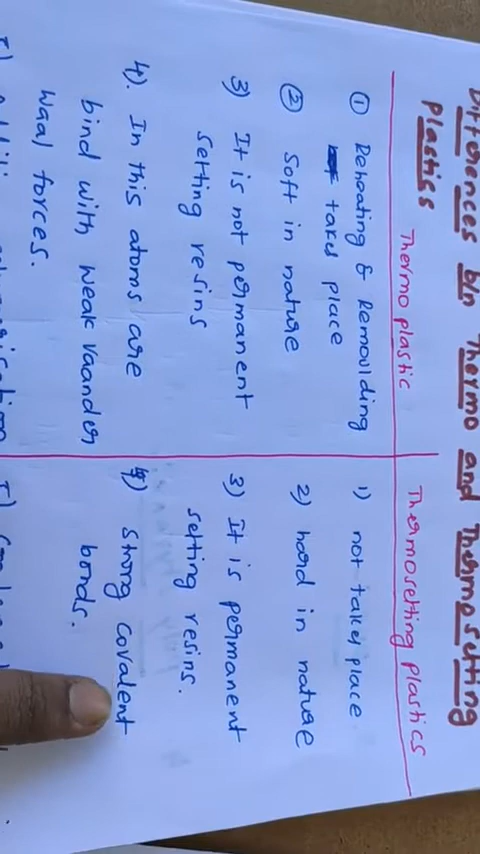 Differences b/n Thermo and Thermosetting
Plastics
Thermo plastic
Thermosetting plastics
① Reheating & Remoulding
takes place
② Soft in nature
3) It is not permanent
setting resins
4). In this atoms are
bind with weak vaander
waal forces.
1) not takes place
2) hard in nature
3) It is permanent
setting resins.
4) Strong covalent
bonds.